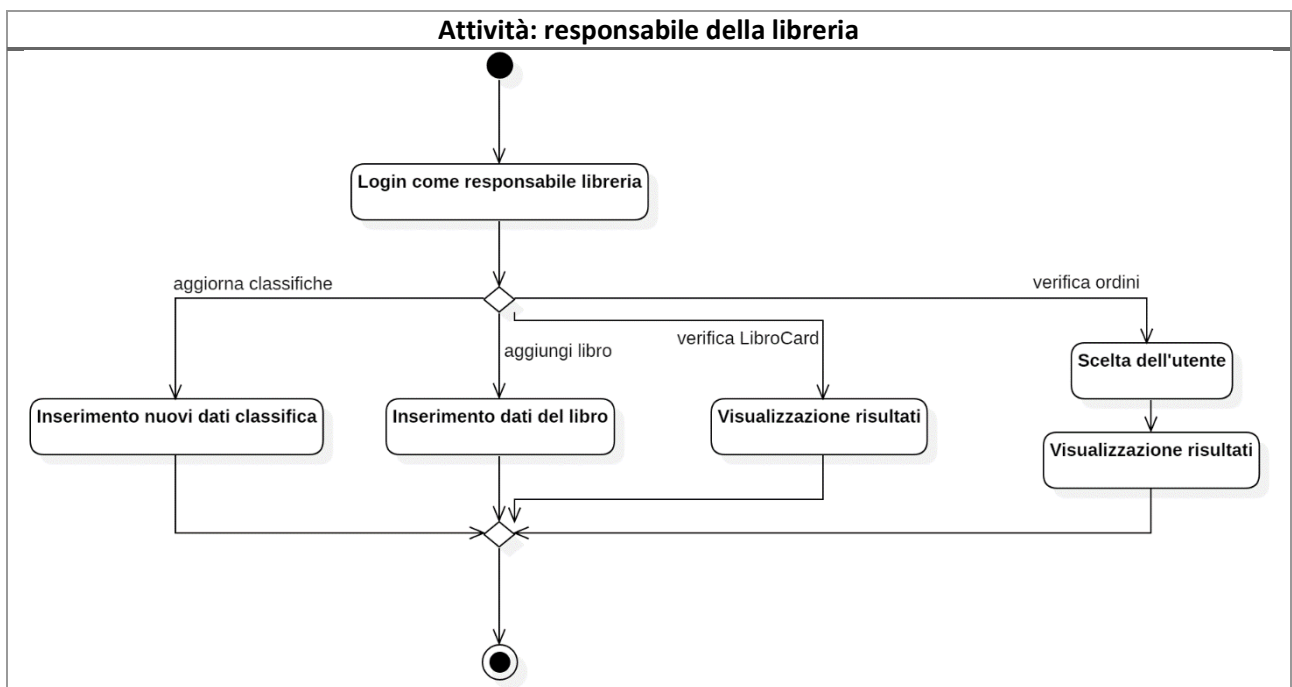 Attività: responsabile della libreria
Login come responsabile libreria
aggiorna classifiche
verifica ordini
verifica LibroCard
aggiungi libro
Scelta dell'utente
Inserimento nuovi dati classifica
Inserimento dati del libro
Visualizzazione risultati
Visualizzazione risultati